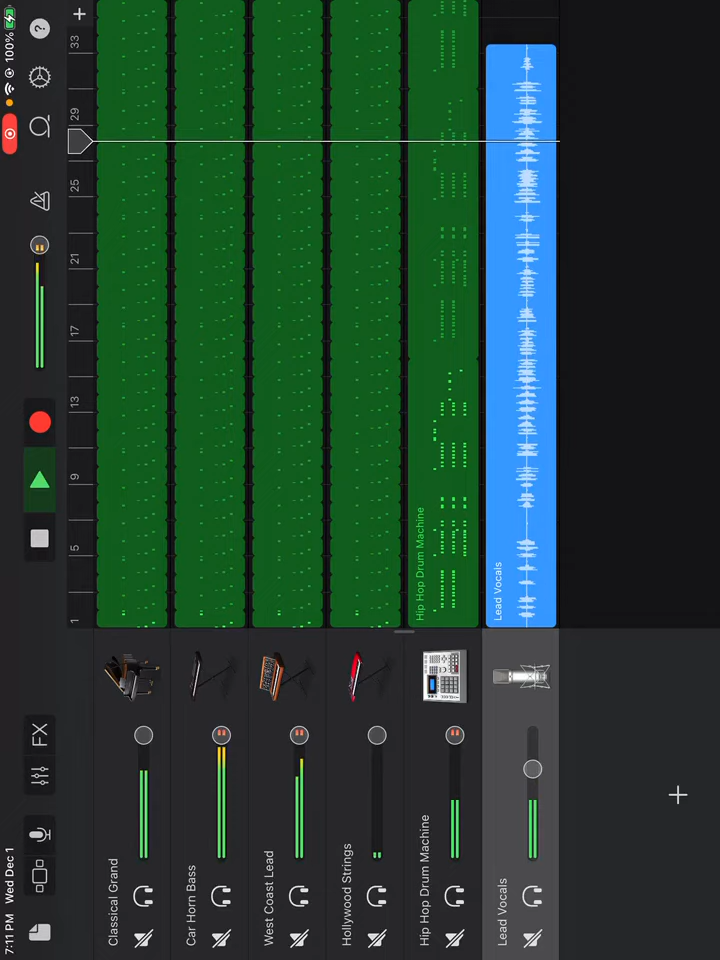 7:11 PM Wed Dec 1
100%
FX
?
+
1 5 9 13 17 21 25 29 33
Classical Grand
Car Horn Bass
West Coast Lead
Hollywood Strings
Hip Hop Drum Machine
Hip Hop Drum Machine
Lead Vocals
Lead Vocals
+